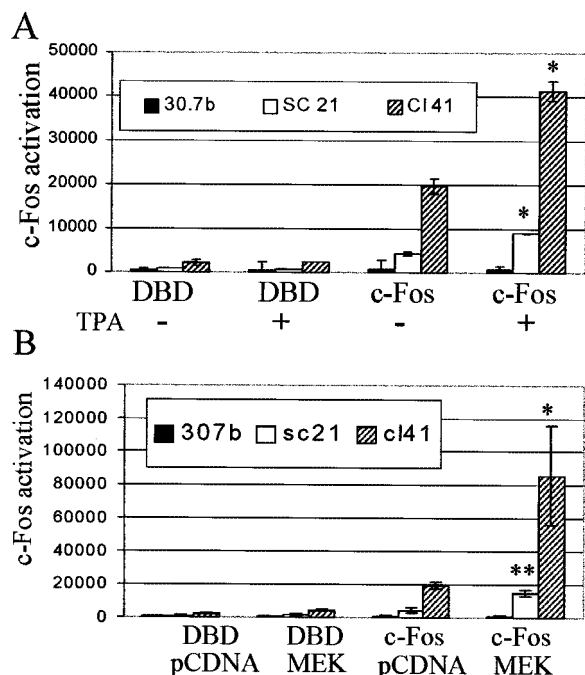 A
c-Fos activation
50000
40000
30000
20000
10000
0
30.7b SC 21 Cl41
*
*
DBD DBD c-Fos c-Fos
TPA - + - +
B
c-Fos activation
140000
120000
100000
80000
60000
40000
20000
0
307b sc21 cl41
*
**
DBD DBD c-Fos c-Fos
pCDNA MEK pCDNA MEK